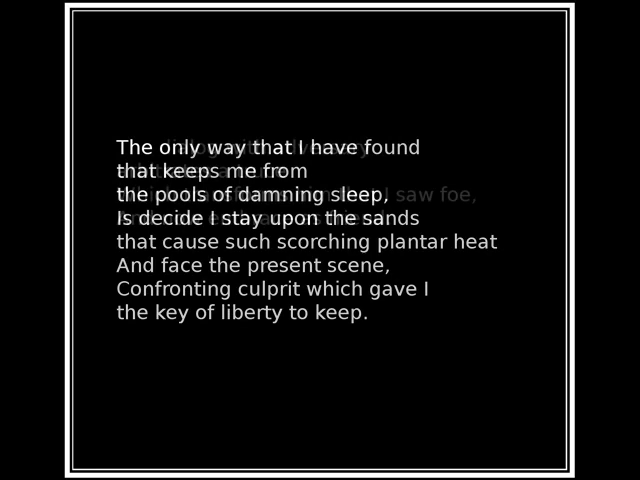 The only way that I have found
that keeps me from
the pools of damning sleep,
Is decide I stay upon the sands
that cause such scorching plantar heat
And face the present scene,
Confronting culprit which gave I
the key of liberty to keep.
I saw foe,